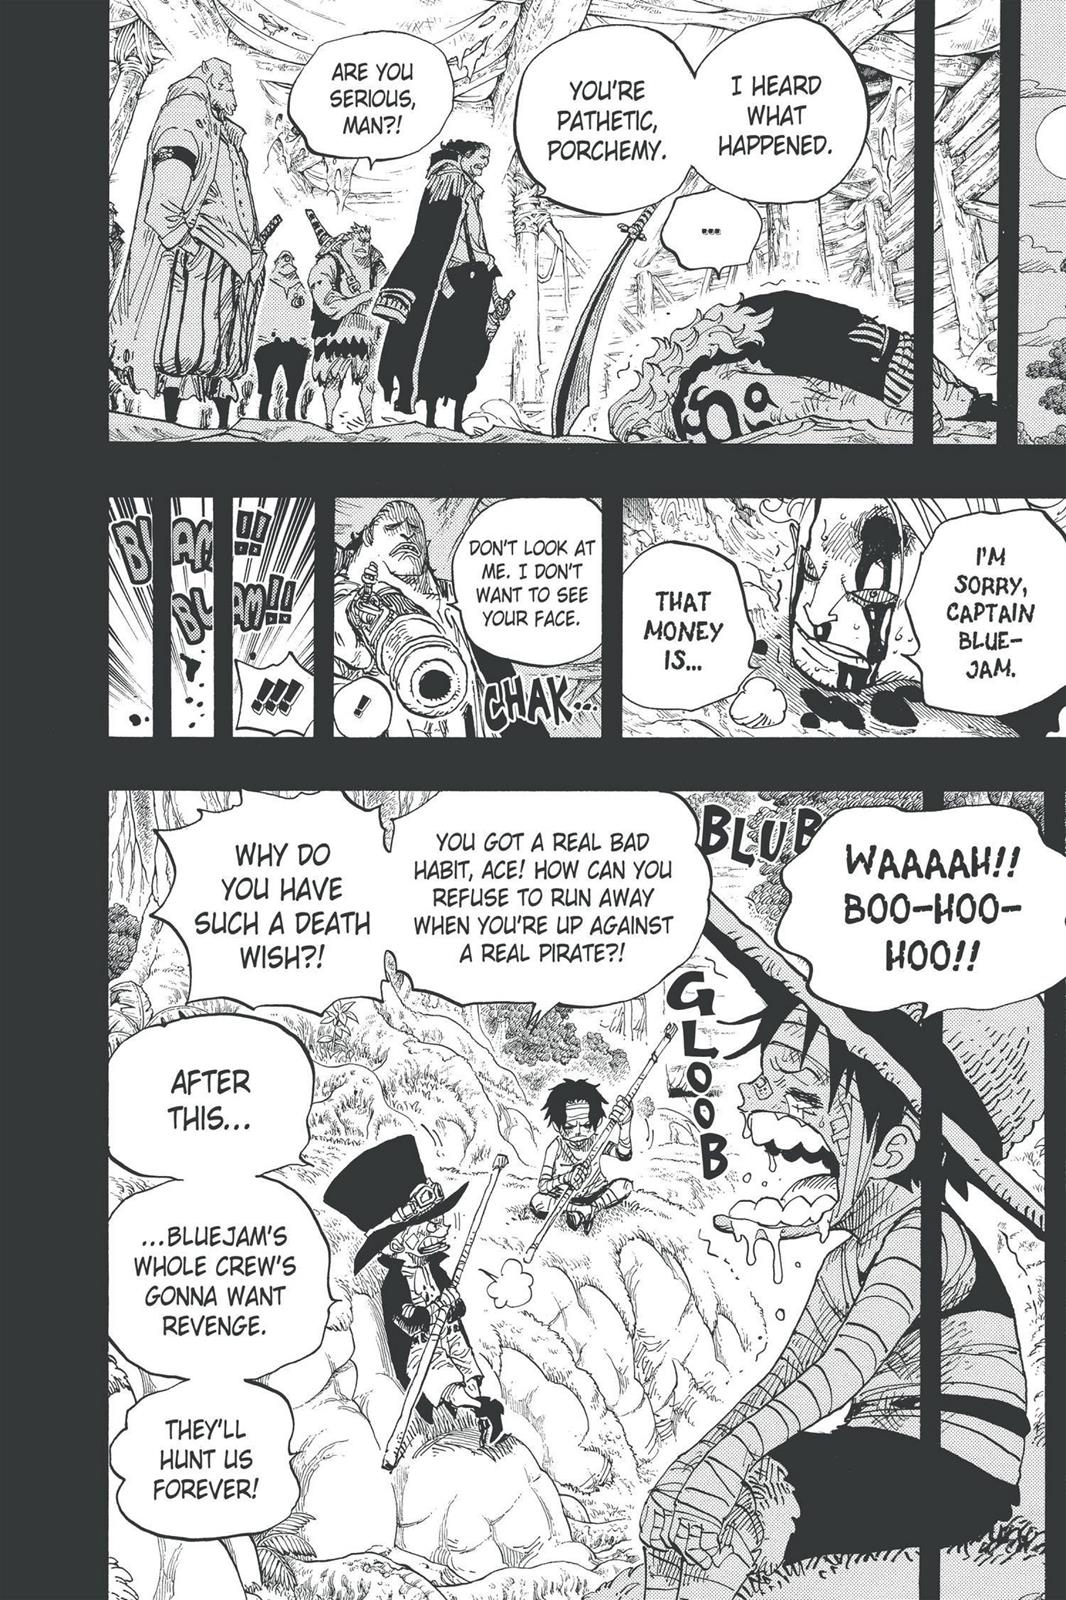 I HEARD
WHAT
HAPPENED.
YOU'RE
PATHETIC,
PORCHEMY.
...
ARE YOU
SERIOUS,
MAN?!
I'M
SORRY,
CAPTAIN
BLUE-
JAM.
THAT
MONEY
IS...
DON'T LOOK AT
ME. I DON'T
WANT TO SEE
YOUR FACE.
CHAK...
!
BLAM!!
BLAM!!
!!!
WAAAAH!!
BOO-HOO-
HOO!!
BLUB
GLOOB
YOU GOT A REAL BAD
HABIT, ACE! HOW CAN YOU
REFUSE TO RUN AWAY
WHEN YOU'RE UP AGAINST
A REAL PIRATE?!
WHY DO
YOU HAVE
SUCH A DEATH
WISH?!
AFTER
THIS...
...BLUEJAM'S
WHOLE CREW'S
GONNA WANT
REVENGE.
THEY'LL
HUNT US
FOREVER!